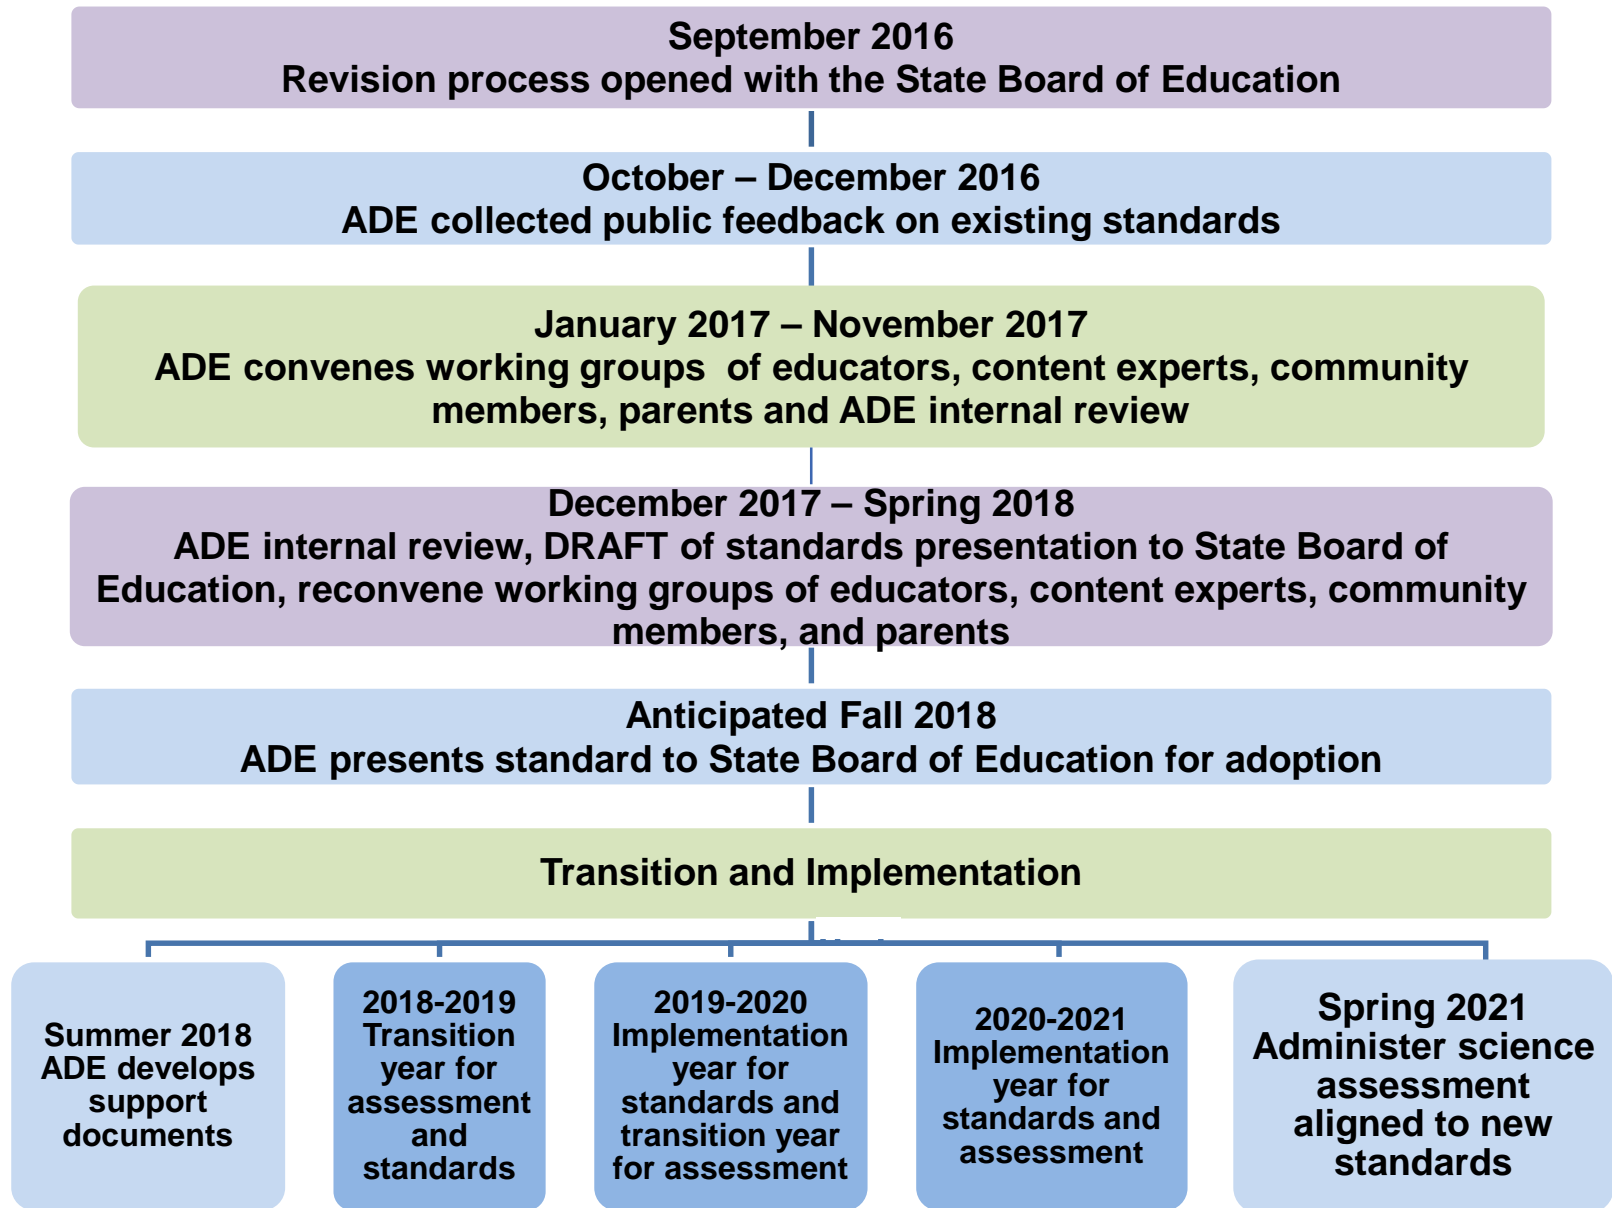 September 2016
Revision process opened with the State Board of Education
October – December 2016
ADE collected public feedback on existing standards
January 2017 – November 2017
ADE convenes working groups  of educators, content experts, community
members, parents and ADE internal review
December 2017 – Spring 2018
ADE internal review, DRAFT of standards presentation to State Board of
Education, reconvene working groups of educators, content experts, community
members, and parents
Anticipated Fall 2018
ADE presents standard to State Board of Education for adoption
Transition and Implementation
Summer 2018
ADE develops
support
documents
2018-2019
Transition
year for
assessment
and
standards
2019-2020
Implementation
year for
standards and
transition year
for assessment
2020-2021
Implementation
year for
standards and
assessment
Spring 2021
Administer science
assessment
aligned to new
standards